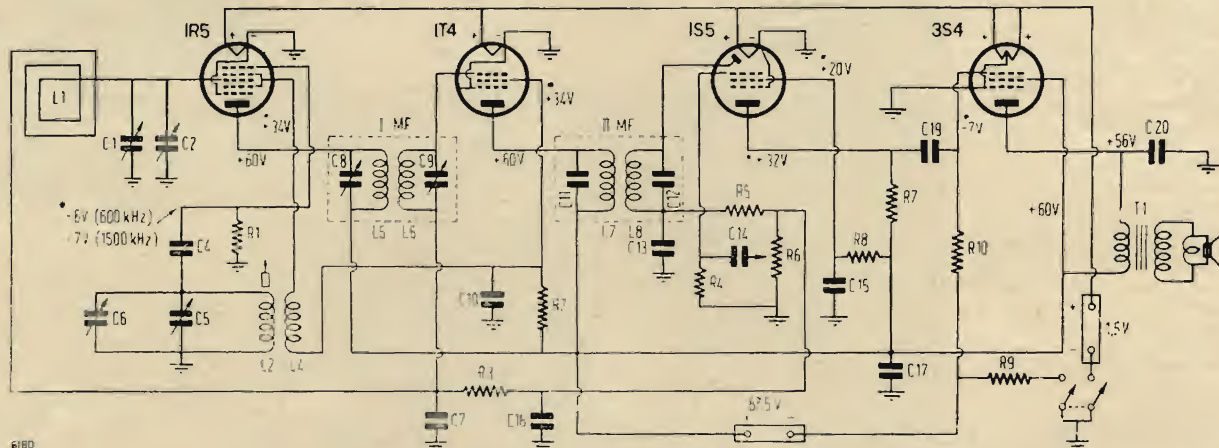 1R5
1T4
1S5
3S4
L1
C1
C2
* 34V
+60V
I MF
C8
C9
L5 L6
* 34V
+60V
II MF
C11
C12
L7 L8
C13
* +20V
* +32V
C19
* -7V
+56V
C20
+60V
T1
* -6V (600 kHz)
+7V (1500 kHz)
C4
R1
C6
C5
L2
L4
C10
R2
R5
C14
R4
R6
R8
R7
C15
R10
+
1,5V
-
R3
C7
C16
67,5V
+ -
C17
R9
6180